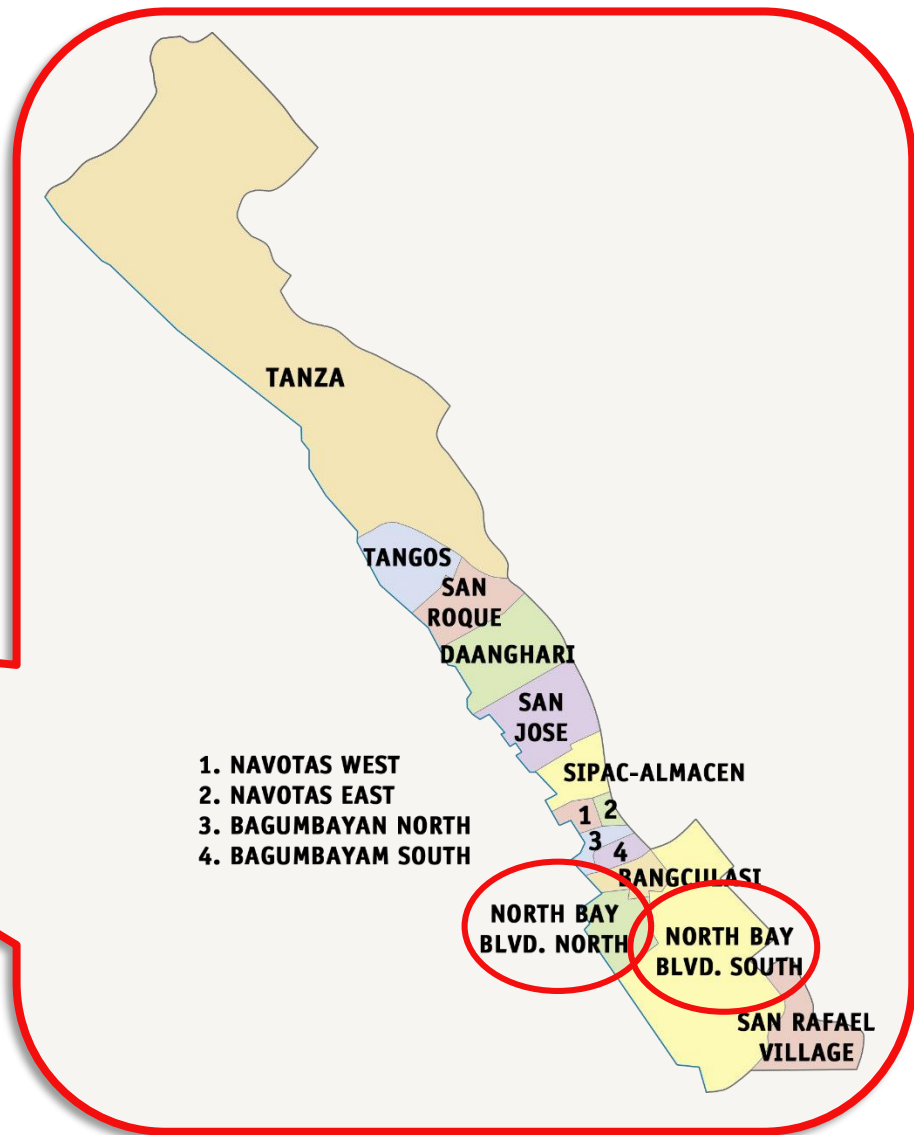 TANZA
TANGOS
SAN
ROQUE
DAANGHARI
SAN
JOSE
SIPAC-ALMACEN
1. NAVOTAS WEST
2. NAVOTAS EAST
3. BAGUMBAYAN NORTH
4. BAGUMBAYAM SOUTH
1
2
3
4
BANGCULASI
NORTH BAY
BLVD. NORTH
NORTH BAY
BLVD. SOUTH
SAN RAFAEL
VILLAGE